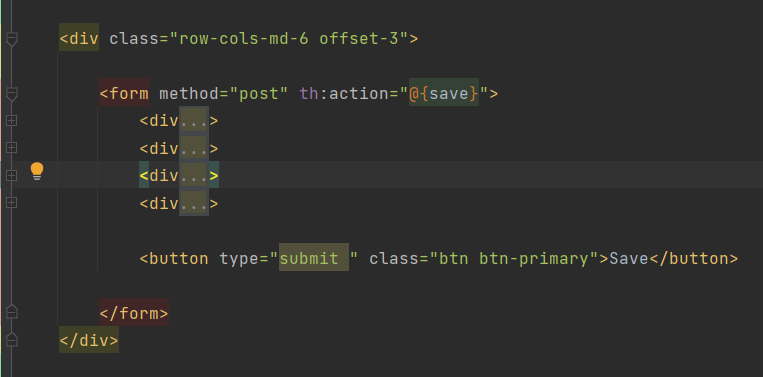 <div class="row-cols-md-6 offset-3">
<form method="post" th:action="@{save}">
<div...>
<div...>
<div...>
<div...>
<button type="submit " class="btn btn-primary">Save</button>
</form>
</div>